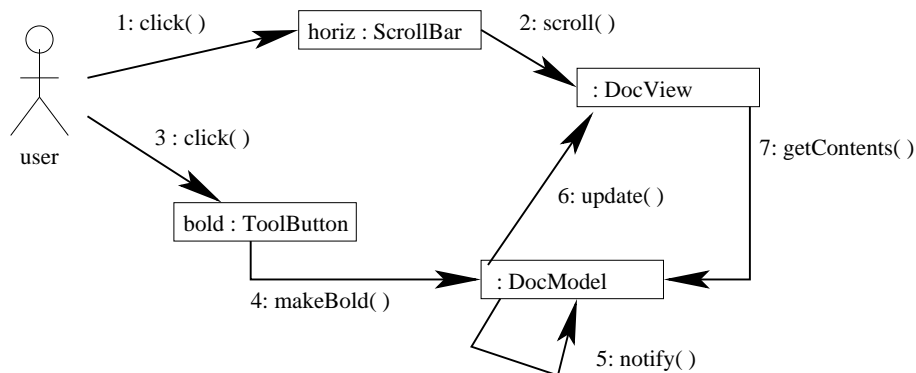 1: click( )
horiz : ScrollBar
2: scroll( )
: DocView
3 : click( )
user
7: getContents( )
6: update( )
bold : ToolButton
: DocModel
4: makeBold( )
5: notify( )